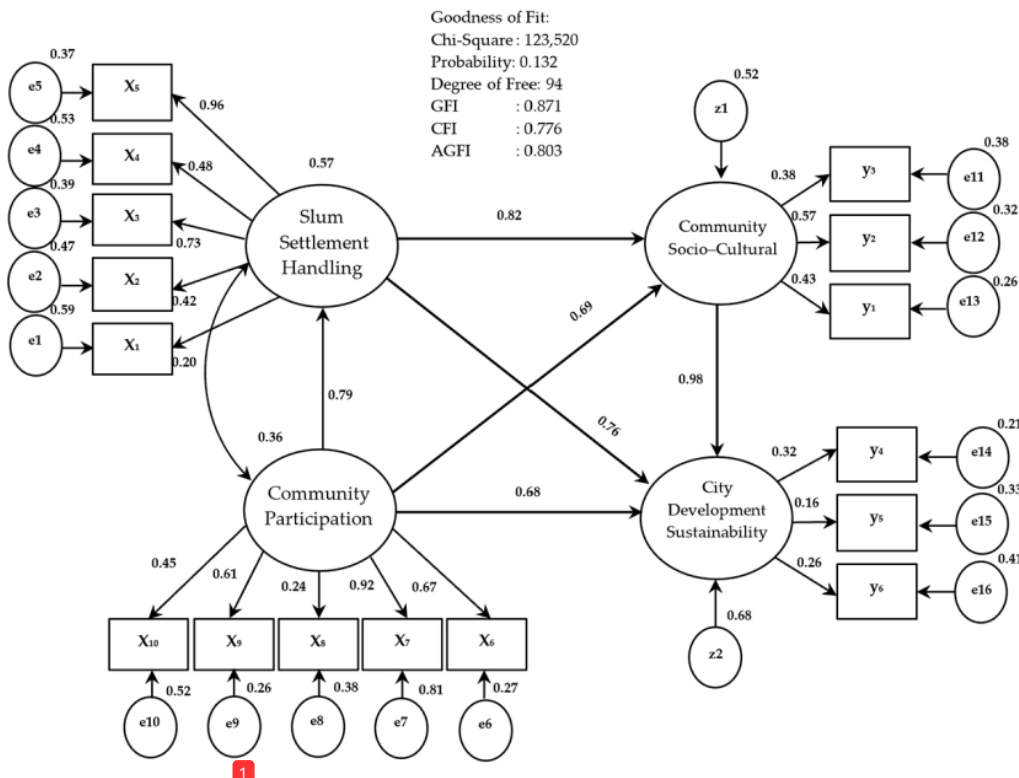 Goodness of Fit:
Chi-Square : 123,520
Probability: 0.132
Degree of Free: 94
GFI : 0.871
CFI : 0.776
AGFI : 0.803
0.37
e5
X5
0.96
0.53
e4
X4
0.48
0.39
e3
X3
0.73
0.47
e2
X2
0.42
0.59
e1
X1
0.20
0.57
Slum
Settlement
Handling
0.82
0.69
0.76
0.79
0.36
Community
Participation
0.68
0.52
z1
Community
Socio–Cultural
0.38
y3
0.38
e11
0.57
y2
0.32
e12
0.43
y1
0.26
e13
0.98
City
Development
Sustainability
0.32
y4
0.21
e14
0.16
y5
0.33
e15
0.26
y6
0.41
e16
0.68
z2
0.45
0.61
0.24
0.92
0.67
X10
X9
X8
X7
X6
0.52
0.26
0.38
0.81
0.27
e10
e9
e8
e7
e6
1